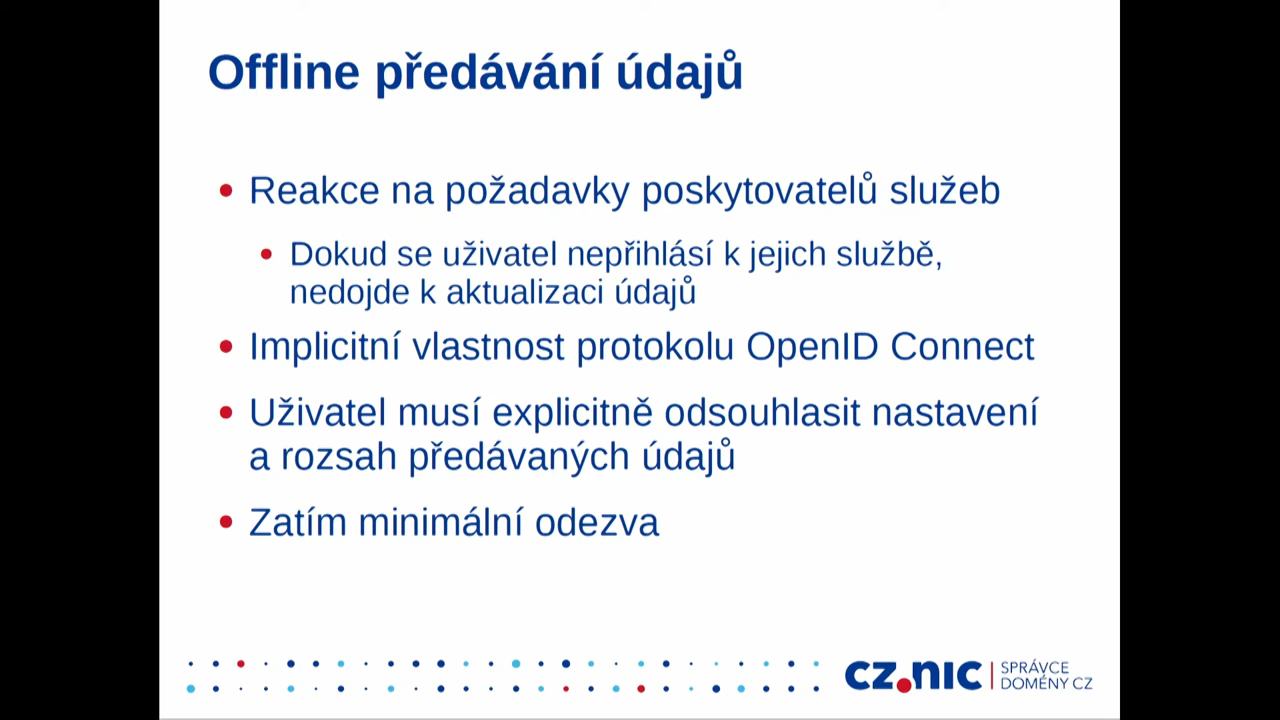 Offline předávání údajů
Reakce na požadavky poskytovatelů služeb
Dokud se uživatel nepřihlásí k jejich službě,
nedojde k aktualizaci údajů
Implicitní vlastnost protokolu OpenID Connect
Uživatel musí explicitně odsouhlasit nastavení
a rozsah předávaných údajů
Zatím minimální odezva
CZ.NIC
SPRÁVCE
DOMÉNY CZ